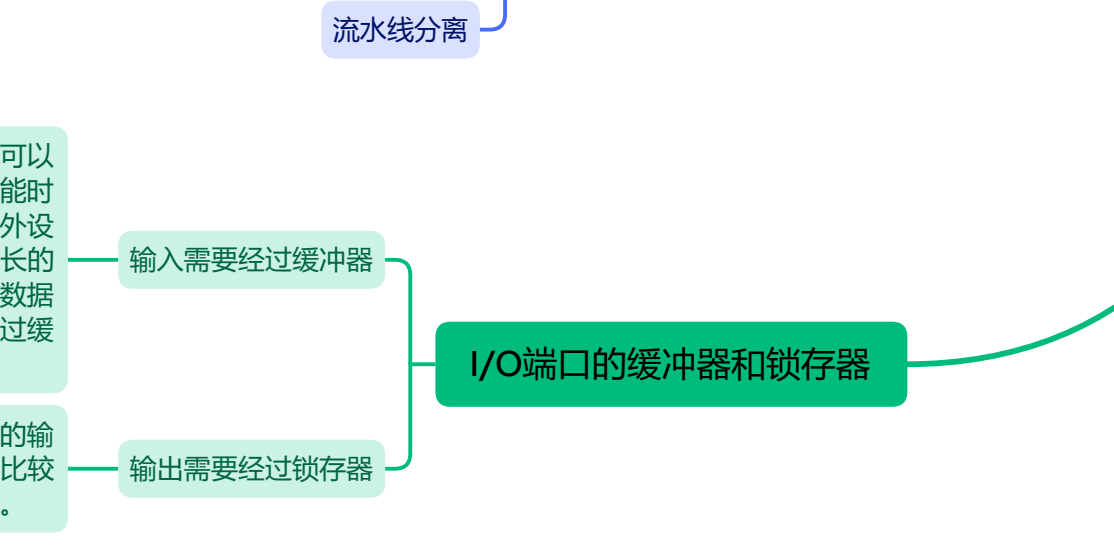 流水线分离
可以
能时
外设
长的
数据
过缓
输入需要经过缓冲器
I/O端口的缓冲器和锁存器
的输
比较
。
输出需要经过锁存器